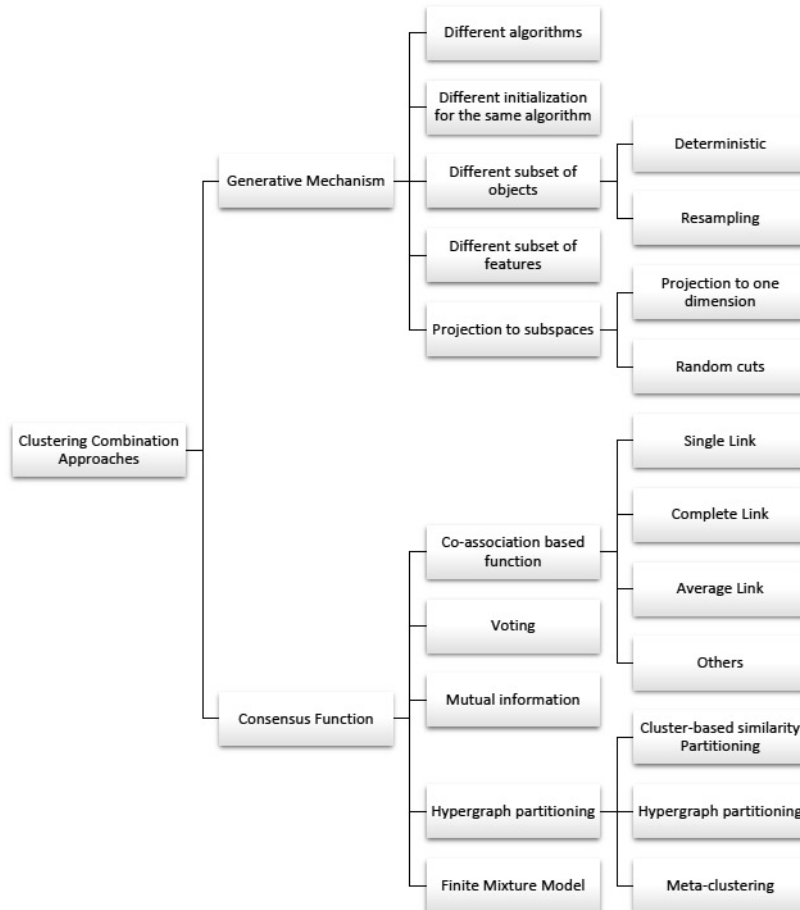 Different algorithms
Different initialization
for the same algorithm
Deterministic
Generative Mechanism
Different subset of
objects
Resampling
Different subset of
features
Projection to one
dimension
Projection to subspaces
Random cuts
Clustering Combination
Approaches
Single Link
Complete Link
Co-association based
function
Average Link
Voting
Others
Mutual information
Consensus Function
Cluster-based similarity
Partitioning
Hypergraph partitioning
Hypergraph partitioning
Finite Mixture Model
Meta-clustering